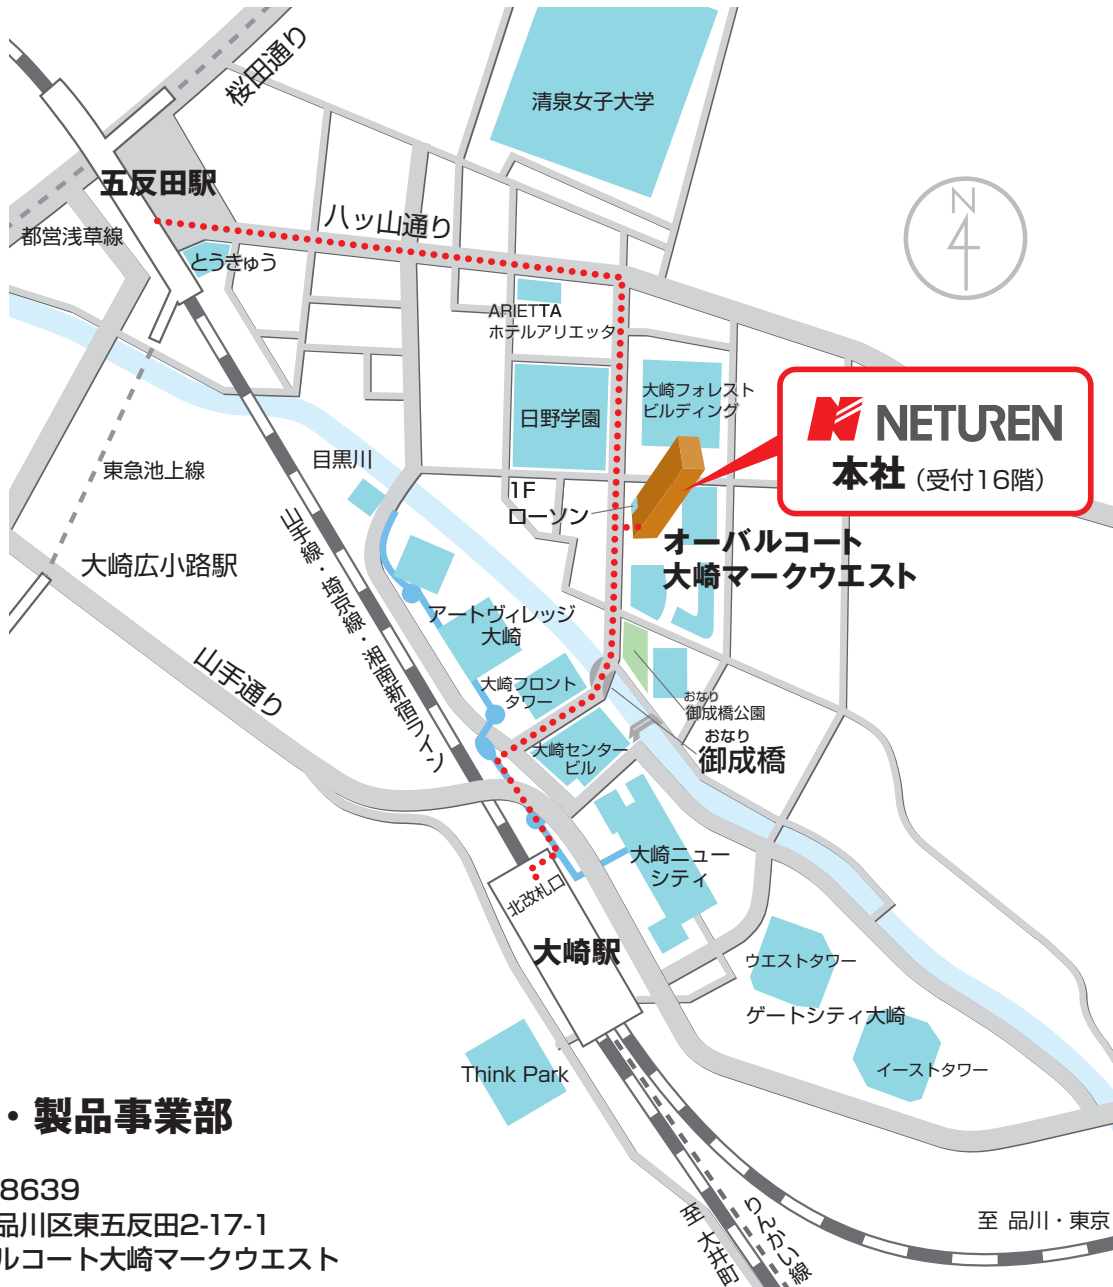 桜田通り
清泉女子大学
五反田駅
八ッ山通り
N
都営浅草線
とうきゅう
ARIETTA
ホテルアリエッタ
大崎フォレスト
ビルディング
日野学園
NETUREN
本社 (受付16階)
目黒川
東急池上線
1F
ローソン
オーバルコート
大崎マークウエスト
大崎広小路駅
山手線・埼京線・湘南新宿ライン
アートヴィレッジ
大崎
山手通り
大崎フロント
タワー
おなり
御成橋公園
おなり
御成橋
大崎センター
ビル
大崎ニュー
シティ
北改札口
大崎駅
ウエストタワー
ゲートシティ大崎
イーストタワー
Think Park
・製品事業部
8639
品川区東五反田2-17-1
ルコート大崎マークウエスト
至 大井町
りんかい線
至 品川・東京